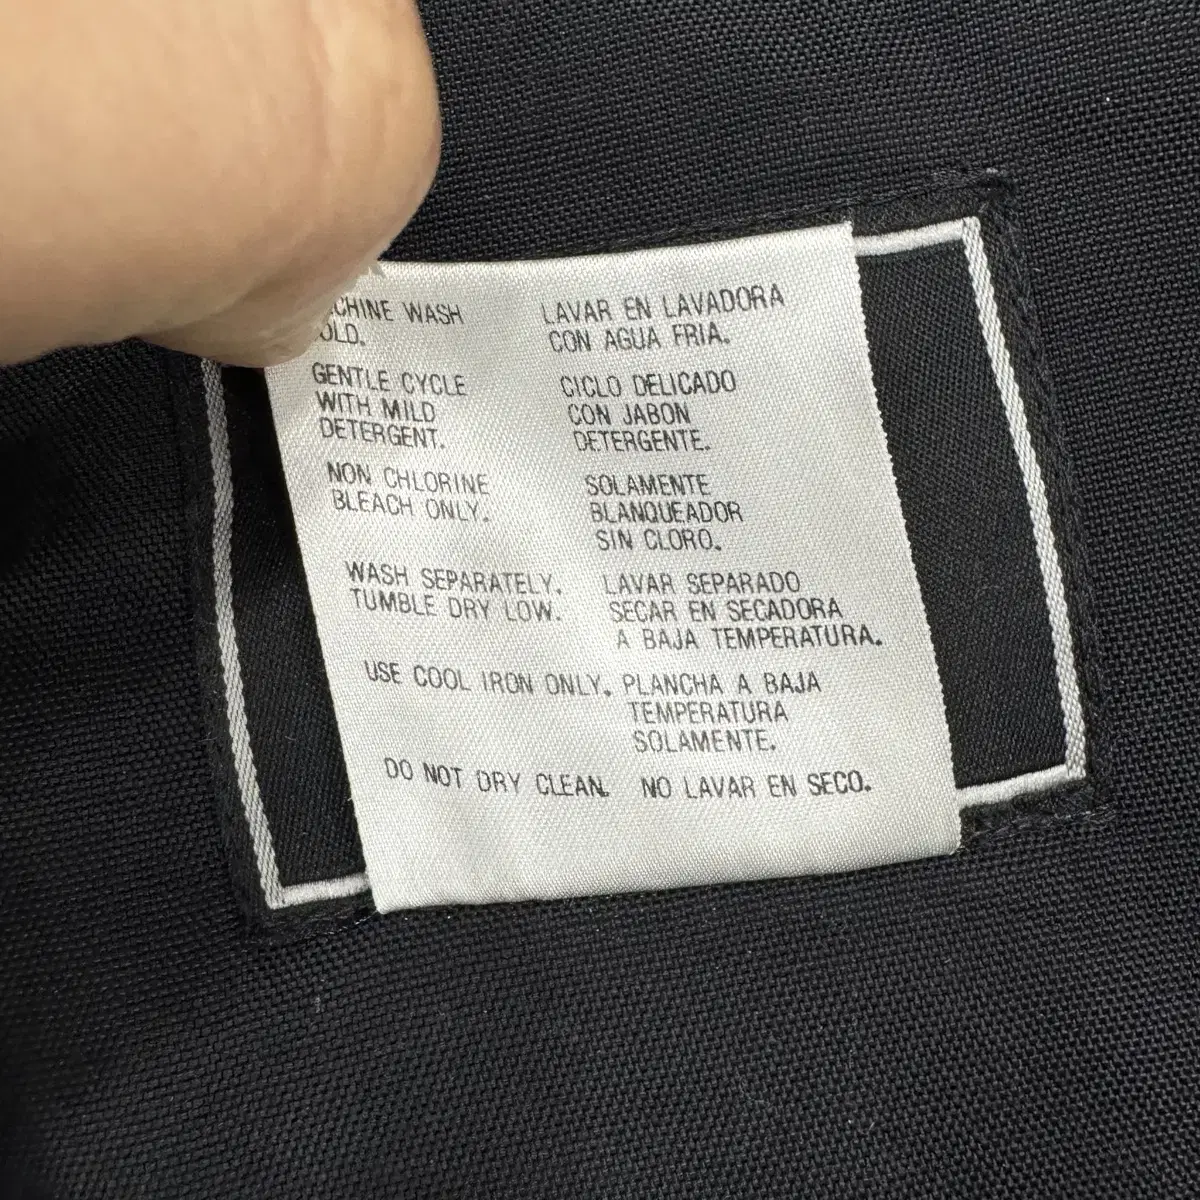 WASH
GENTLE CYCLE
WITH MILD
DETERGENT.
NON CHLORINE
BLEACH ONLY.
WASH SEPARATELY.
TUMBLE DRY LOW.
USE COOL IRON ONLY.
DO NOT DRY CLEAN.
LAVAR EN LAVADORA
CON AGUA FRIA.
CICLO DELICADO
CON JABON
DETERGENTE.
SOLAMENTE
BLANQUEADOR
SIN CLORO.
LAVAR SEPARADO
SECAR EN SECADORA
A BAJA TEMPERATURA.
PLANCHA A BAJA
TEMPERATURA
SOLAMENTE.
NO LAVAR EN SECO.